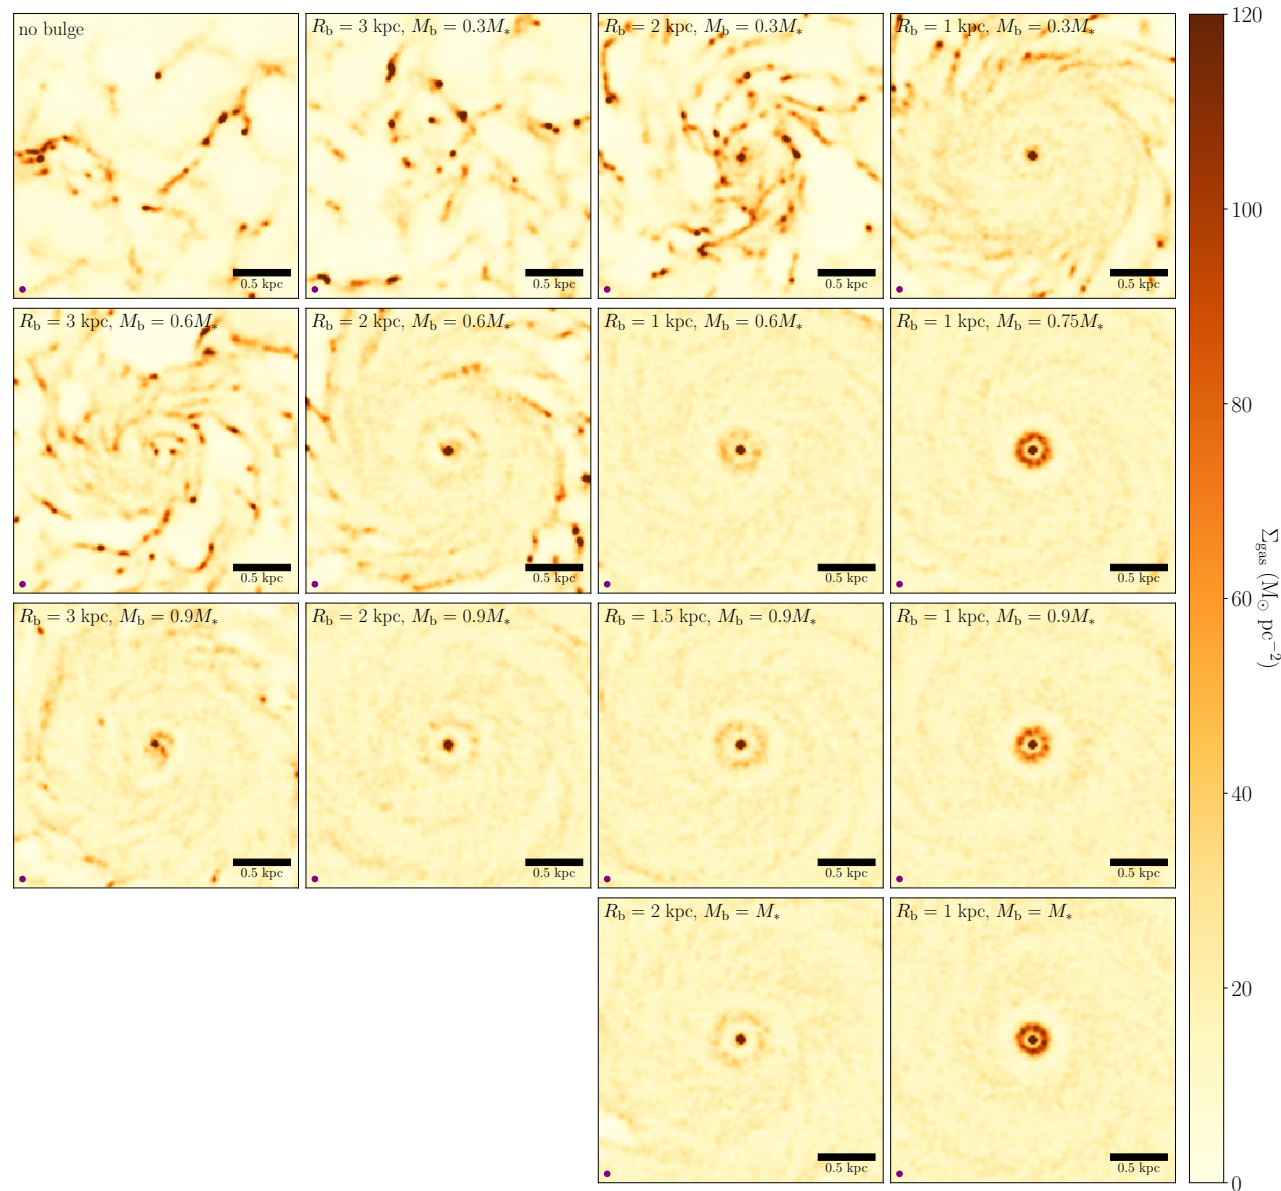 no bulge
R_b = 3 kpc, M_b = 0.3M_*
R_b = 2 kpc, M_b = 0.3M_*
R_b = 1 kpc, M_b = 0.3M_*
0.5 kpc
0.5 kpc
0.5 kpc
0.5 kpc
R_b = 3 kpc, M_b = 0.6M_*
R_b = 2 kpc, M_b = 0.6M_*
R_b = 1 kpc, M_b = 0.6M_*
R_b = 1 kpc, M_b = 0.75M_*
0.5 kpc
0.5 kpc
0.5 kpc
0.5 kpc
R_b = 3 kpc, M_b = 0.9M_*
R_b = 2 kpc, M_b = 0.9M_*
R_b = 1.5 kpc, M_b = 0.9M_*
R_b = 1 kpc, M_b = 0.9M_*
0.5 kpc
0.5 kpc
0.5 kpc
0.5 kpc
R_b = 2 kpc, M_b = M_*
R_b = 1 kpc, M_b = M_*
0.5 kpc
0.5 kpc
120
100
80
60
40
20
0
Σ_gas (M_⊙ pc^−2)